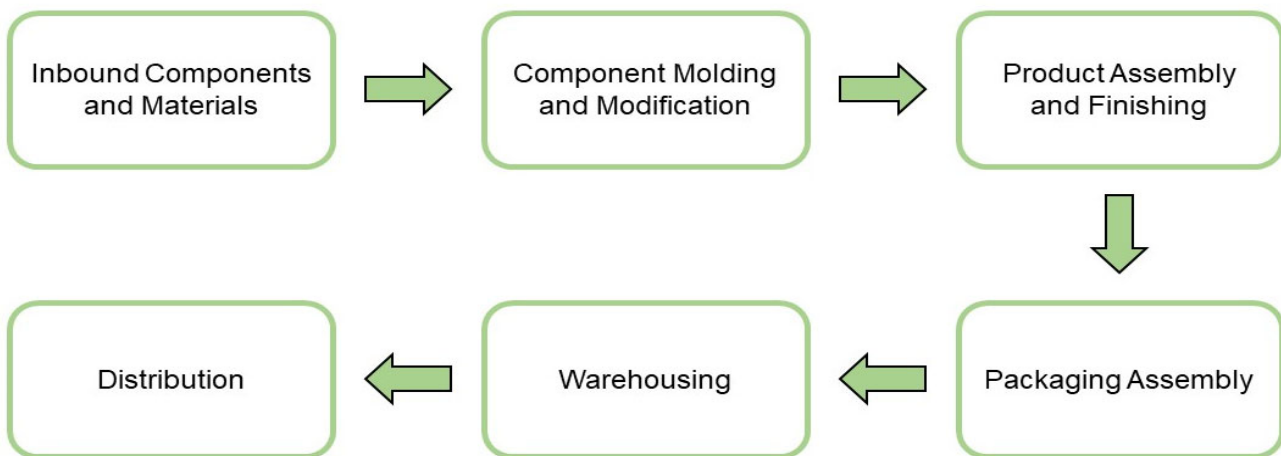 Inbound Components
and Materials
Component Molding
and Modification
Product Assembly
and Finishing
Packaging Assembly
Warehousing
Distribution